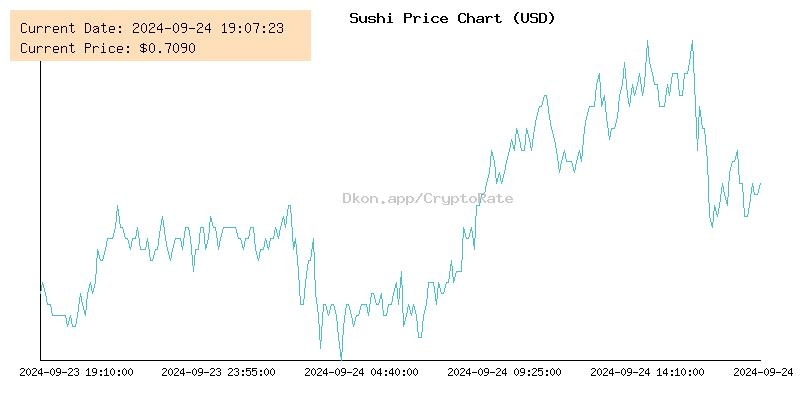 Sushi Price Chart (USD)
Current Date: 2024-09-24 19:07:23
Current Price: $0.7090
Dkon.app/CryptoRate
2024-09-23 19:10:00 2024-09-23 23:55:00 2024-09-24 04:40:00 2024-09-24 09:25:00 2024-09-24 14:10:00 2024-09-24